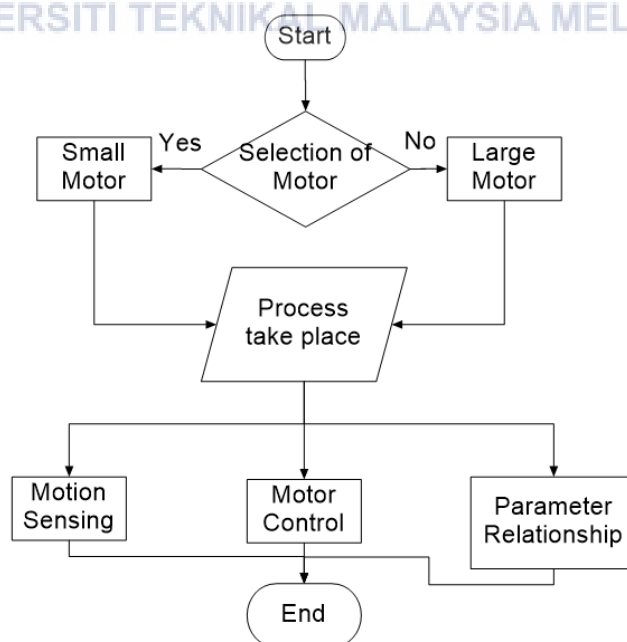 ERSITI TEKNIKAL MALAYSIA MEL
Start
Yes
No
Small
Motor
Selection of
Motor
Large
Motor
Process
take place
Motion
Sensing
Motor
Control
Parameter
Relationship
End